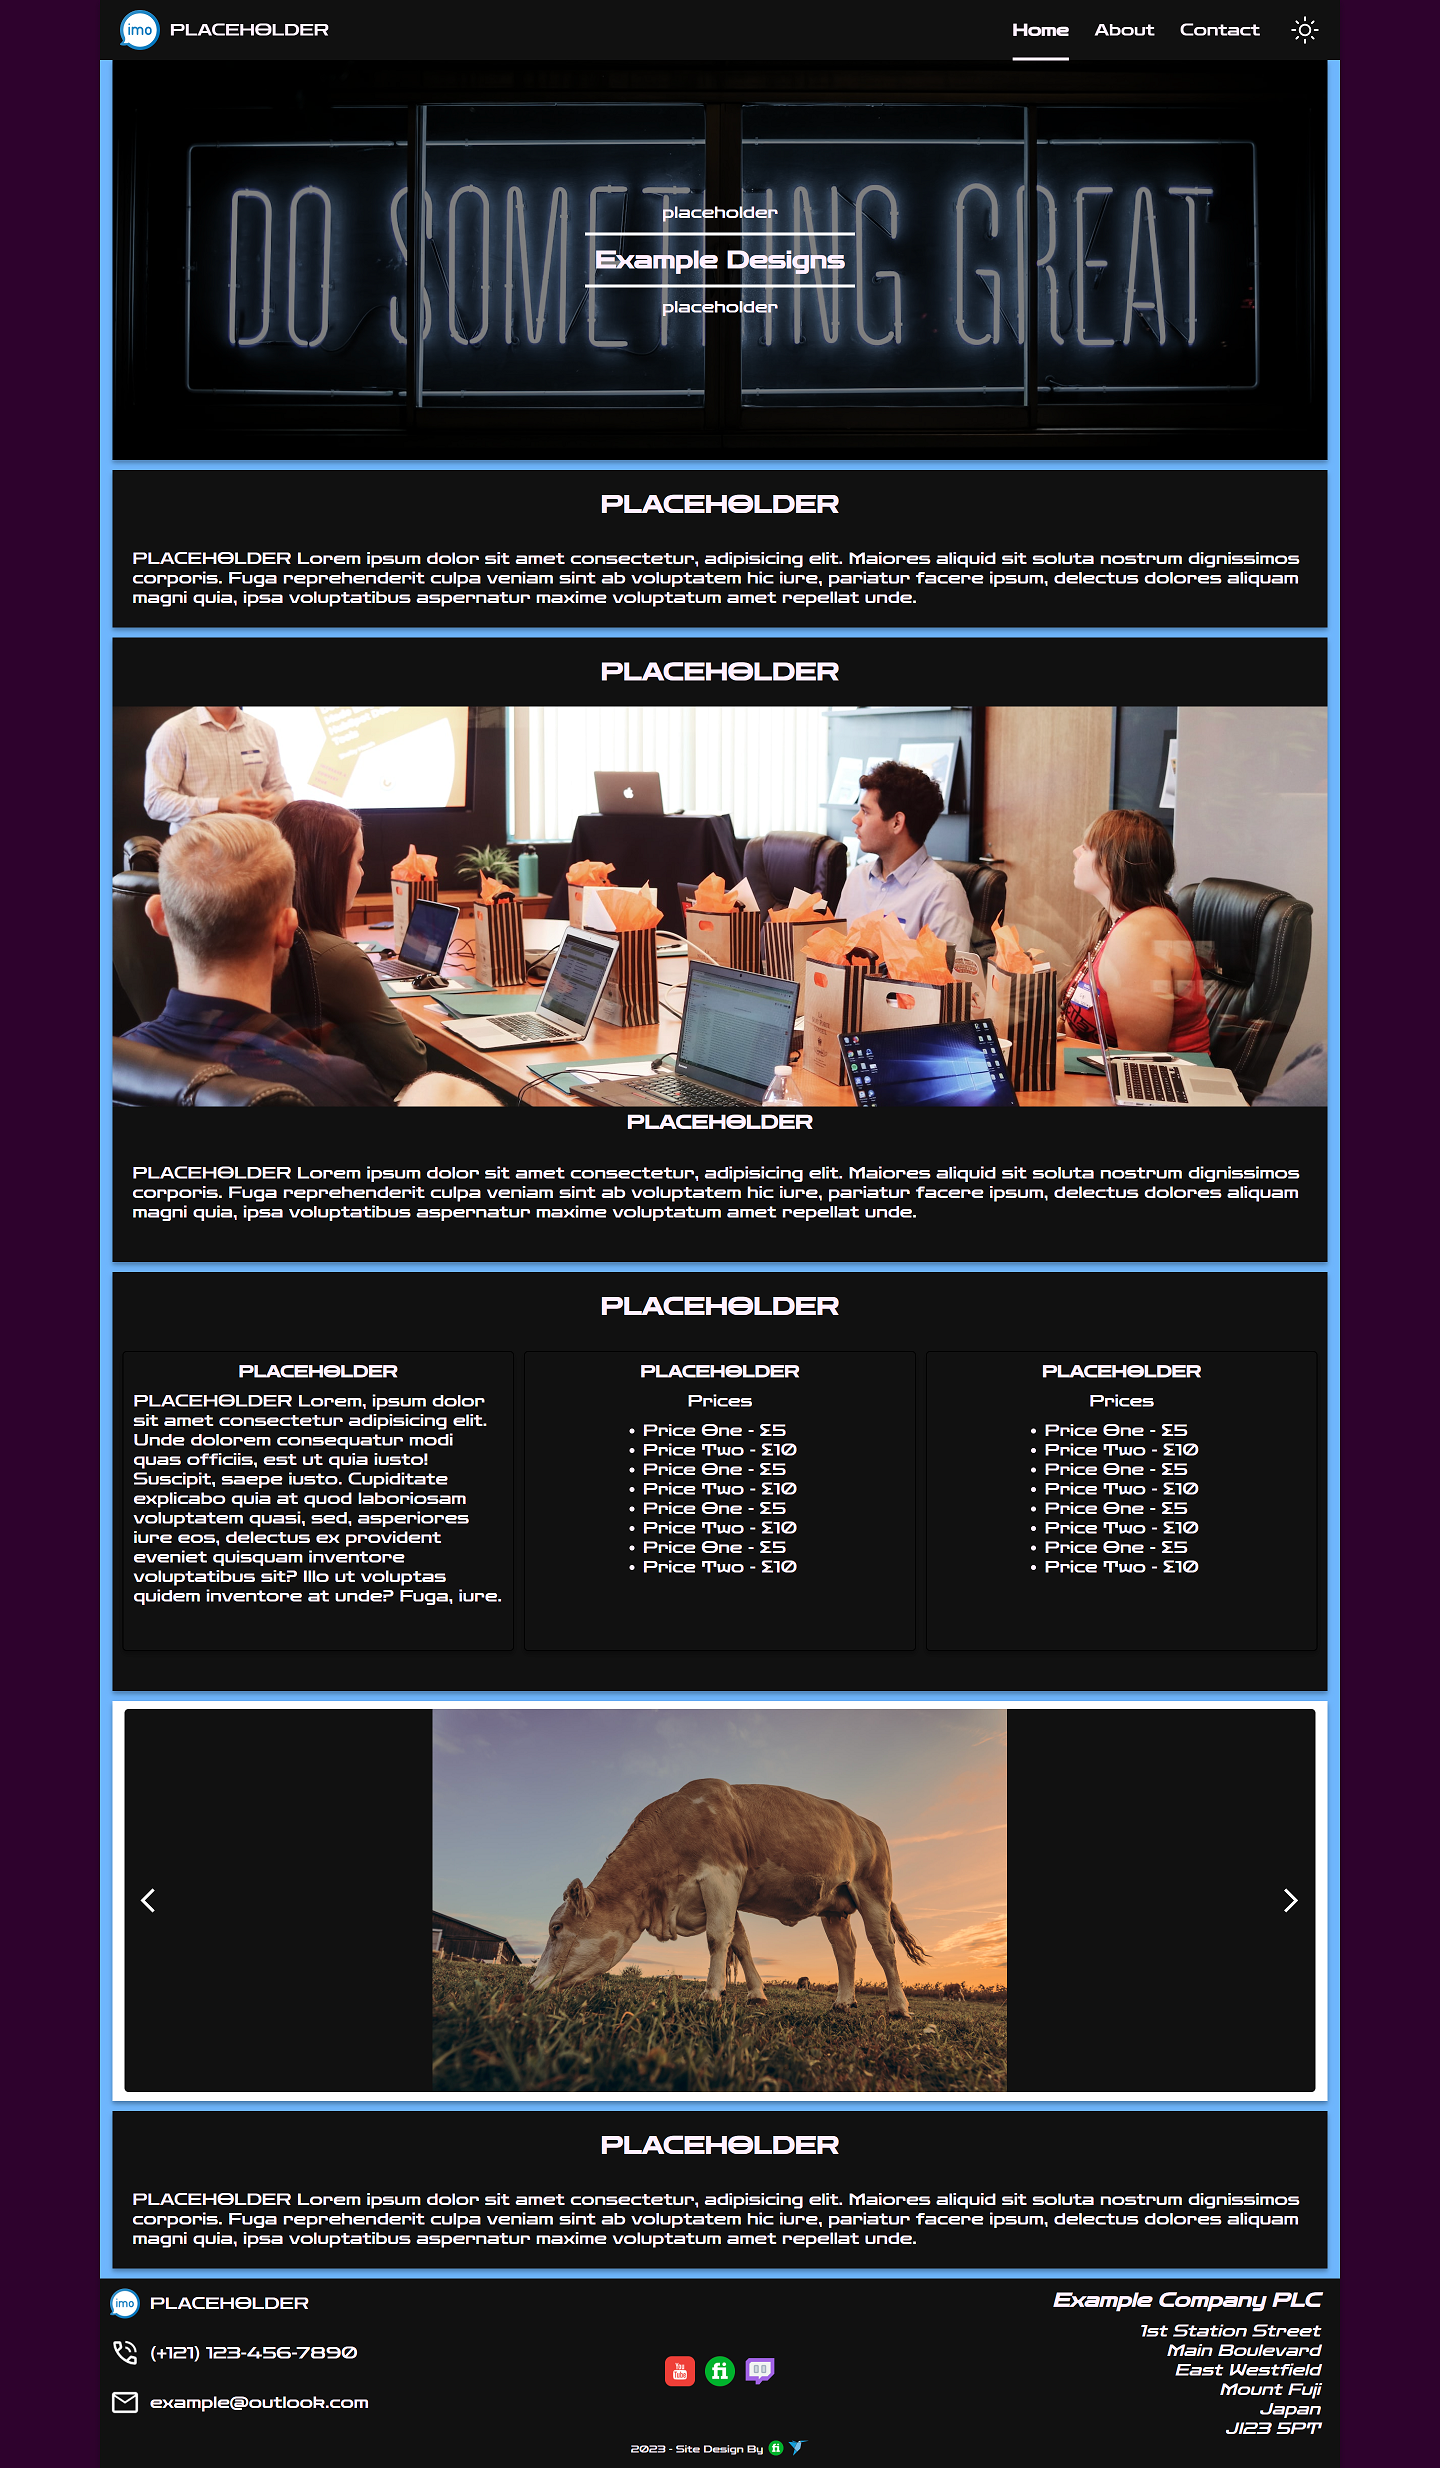 imo PLACEHOLDER
Home About Contact
DO SOMETHING GREAT
placeholder
Example Designs
placeholder
PLACEHOLDER
PLACEHOLDER Lorem ipsum dolor sit amet consectetur, adipisicing elit. Maiores aliquid sit soluta nostrum dignissimos
corporis. Fuga reprehenderit culpa veniam sint ab voluptatem hic iure, pariatur facere ipsum, delectus dolores aliquam
magni quia, ipsa voluptatibus aspernatur maxime voluptatum amet repellat unde.
PLACEHOLDER
PLACEHOLDER
PLACEHOLDER Lorem ipsum dolor sit amet consectetur, adipisicing elit. Maiores aliquid sit soluta nostrum dignissimos
corporis. Fuga reprehenderit culpa veniam sint ab voluptatem hic iure, pariatur facere ipsum, delectus dolores aliquam
magni quia, ipsa voluptatibus aspernatur maxime voluptatum amet repellat unde.
PLACEHOLDER
PLACEHOLDER
PLACEHOLDER Lorem, ipsum dolor
sit amet consectetur adipisicing elit.
Unde dolorem consequatur modi
quas officiis, est ut quia iusto!
Suscipit, saepe iusto. Cupiditate
explicabo quia at quod laboriosam
voluptatem quasi, sed, asperiores
iure eos, delectus ex provident
eveniet quisquam inventore
voluptatibus sit? Illo ut voluptas
quidem inventore at unde? Fuga, iure.
PLACEHOLDER
Prices
• Price One - £5
• Price Two - £10
• Price One - £5
• Price Two - £10
• Price One - £5
• Price Two - £10
• Price One - £5
• Price Two - £10
PLACEHOLDER
Prices
• Price One - £5
• Price Two - £10
• Price One - £5
• Price Two - £10
• Price One - £5
• Price Two - £10
• Price One - £5
• Price Two - £10
PLACEHOLDER
PLACEHOLDER Lorem ipsum dolor sit amet consectetur, adipisicing elit. Maiores aliquid sit soluta nostrum dignissimos
corporis. Fuga reprehenderit culpa veniam sint ab voluptatem hic iure, pariatur facere ipsum, delectus dolores aliquam
magni quia, ipsa voluptatibus aspernatur maxime voluptatum amet repellat unde.
imo PLACEHOLDER
(+121) 123-456-7890
example@outlook.com
You Tube
fi
Example Company PLC
1st Station Street
Main Boulevard
East Westfield
Mount Fuji
Japan
J123 5PT
2023 - Site Design By fi